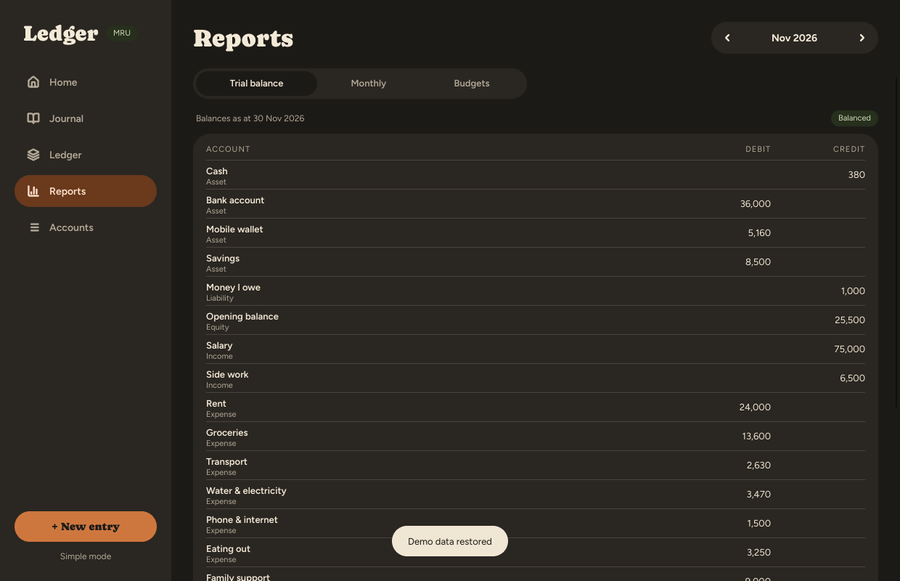 Ledger MRU
Home
Journal
Ledger
Reports
Accounts
+ New entry
Simple mode
Reports
Nov 2026
Trial balance Monthly Budgets
Balances as at 30 Nov 2026 Balanced
ACCOUNT DEBIT CREDIT
Cash 380
Asset
Bank account 36,000
Asset
Mobile wallet 5,160
Asset
Savings 8,500
Asset
Money I owe 1,000
Liability
Opening balance 25,500
Equity
Salary 75,000
Income
Side work 6,500
Income
Rent 24,000
Expense
Groceries 13,600
Expense
Transport 2,630
Expense
Water & electricity 3,470
Expense
Phone & internet 1,500
Expense
Demo data restored
Eating out 3,250
Expense
Family support